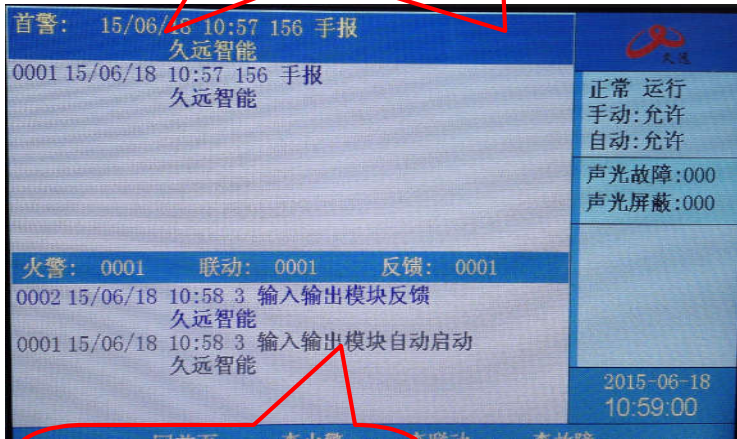 首警: 15/06/18 10:57 156 手报
久远智能
0001 15/06/18 10:57 156 手报
久远智能
火警: 0001 联动: 0001 反馈: 0001
0002 15/06/18 10:58 3 输入输出模块反馈
久远智能
0001 15/06/18 10:58 3 输入输出模块自动启动
久远智能
久远
正常 运行
手动:允许
自动:允许
声光故障:000
声光屏蔽:000
2015-06-18
10:59:00